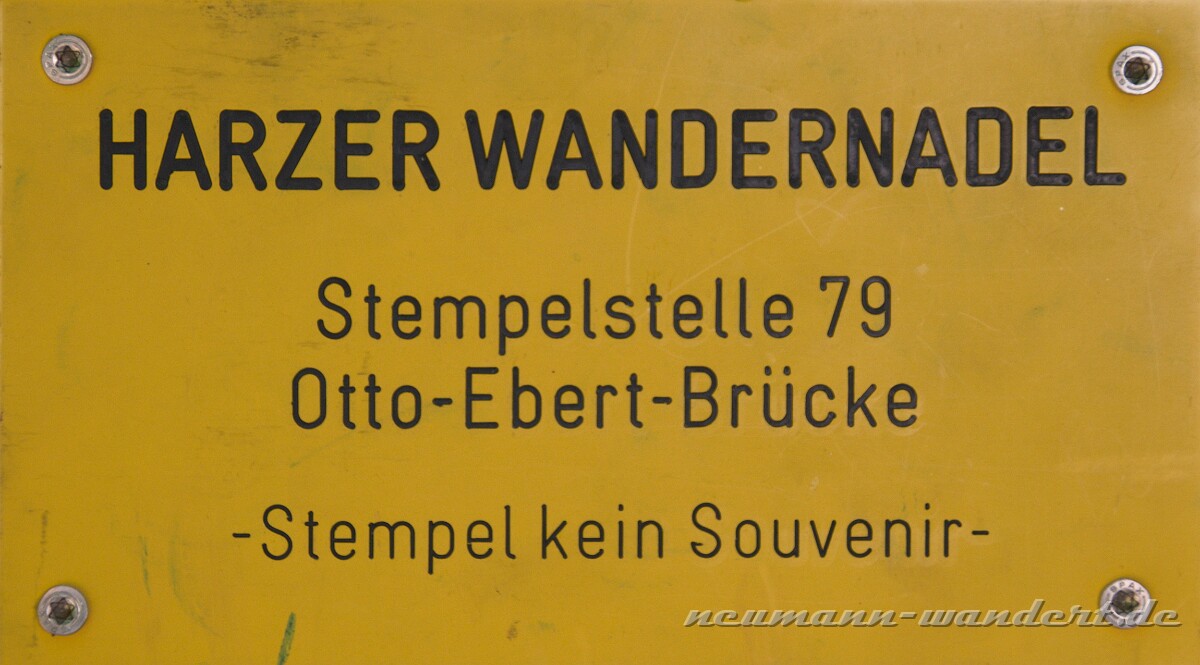 HARZER WANDERNADEL
Stempelstelle 79
Otto-Ebert-Brücke
-Stempel kein Souvenir-
neumann-wandert.de